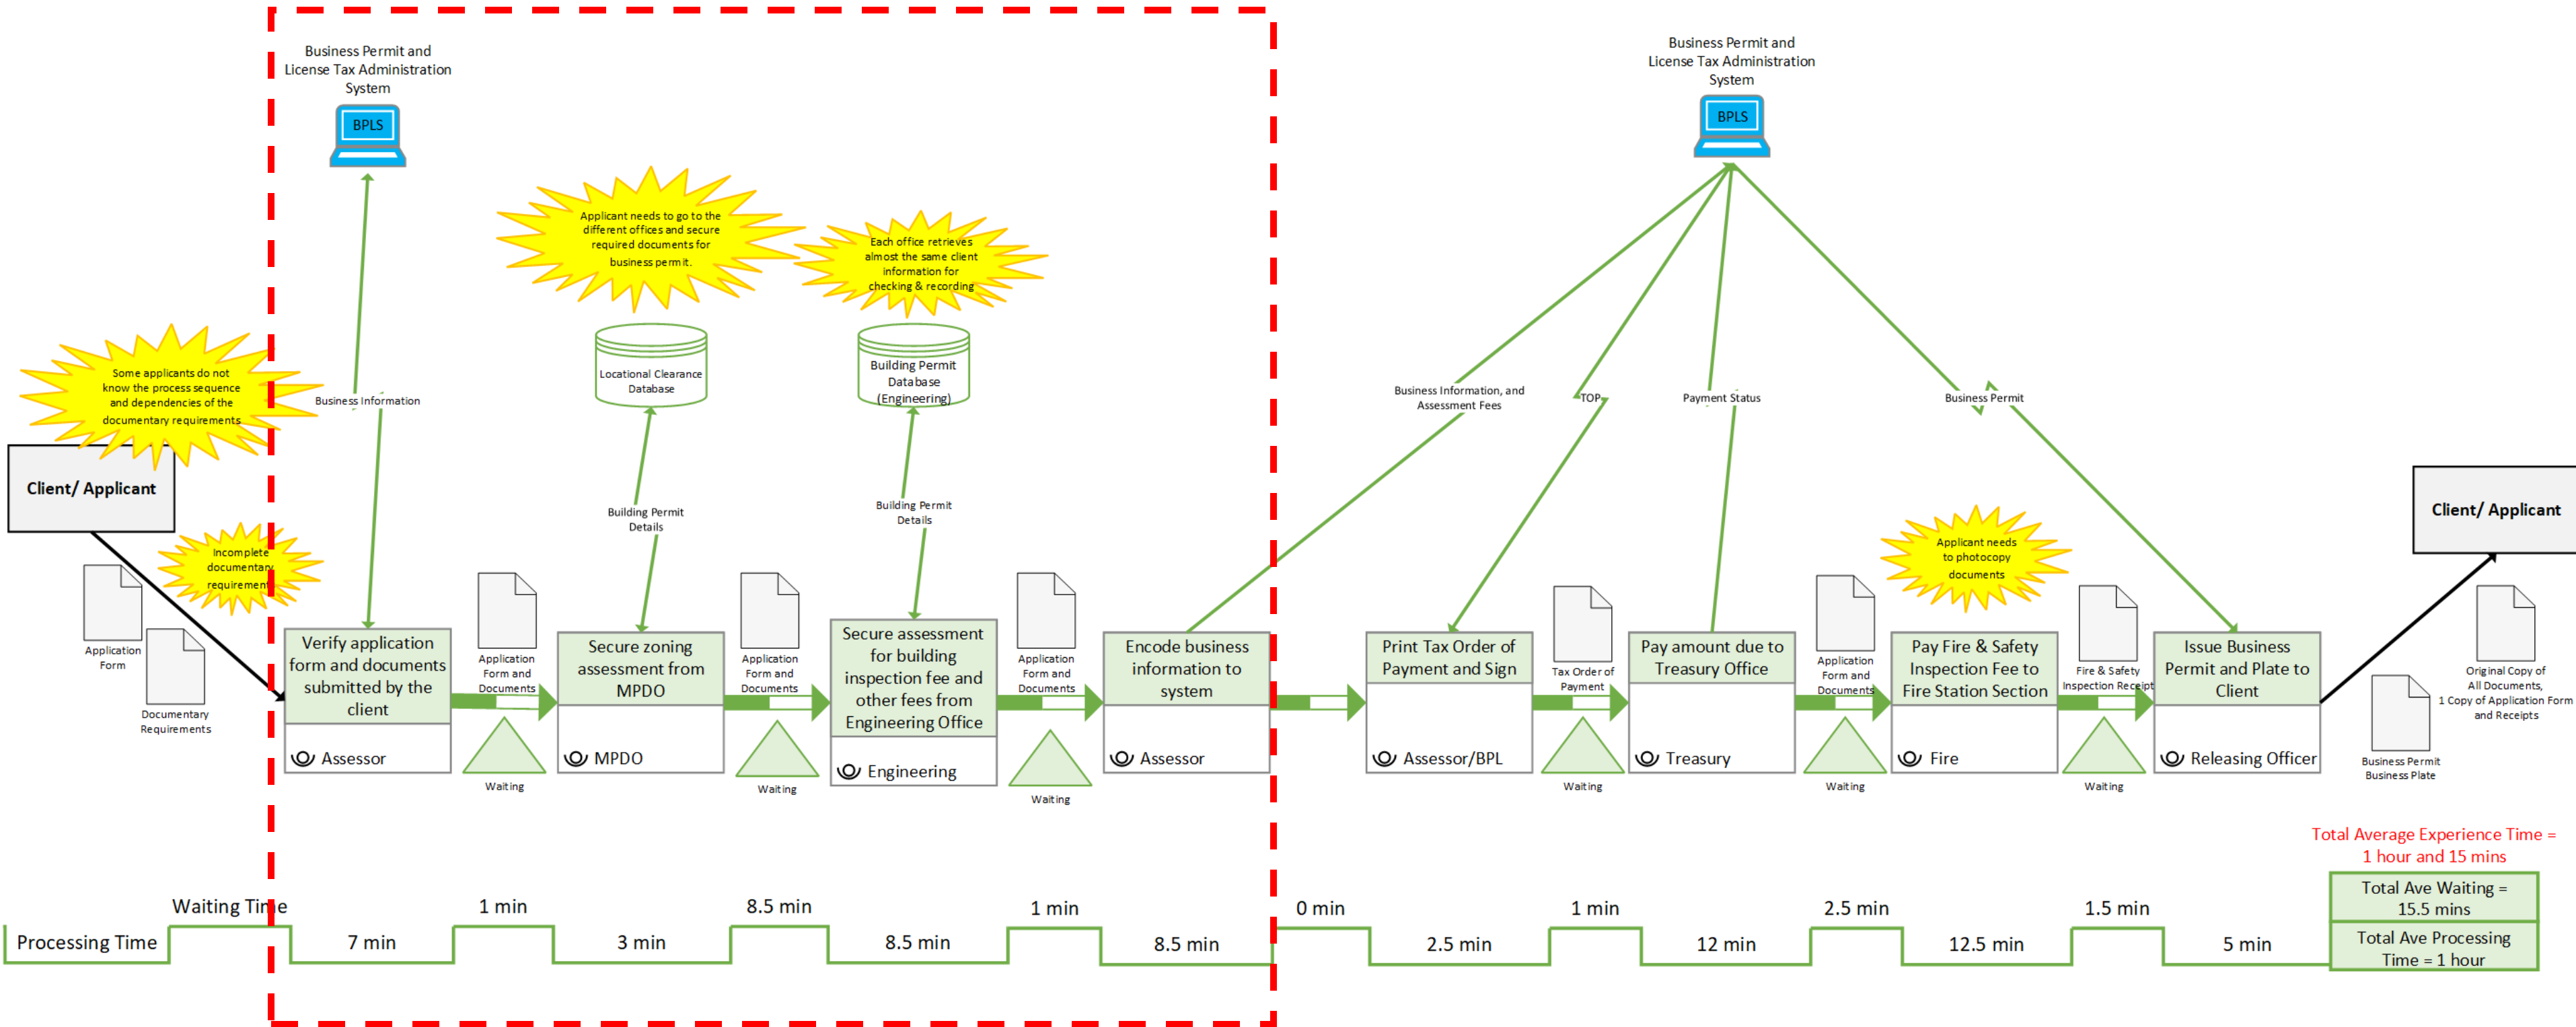 Business Permit and
License Tax Administration
System
BPLS
Business Permit and
License Tax Administration
System
BPLS
Applicant needs to go to the
different offices and secure
required documents for
business permit.
Each office retrieves
almost the same client
information for
checking & recording
Locational Clearance
Database
Building Permit
Database
(Engineering)
Some applicants do not
know the process sequence
and dependencies of the
documentary requirements
Business Information
Business Information, and
Assessment Fees
TOP
Payment Status
Business Permit
Client/ Applicant
Client/ Applicant
Building Permit
Details
Building Permit
Details
Incomplete
documentary
requirement
Applicant needs
to photocopy
documents
Application
Form
Documentary
Requirements
Verify application
form and documents
submitted by the
client
Assessor
Application
Form and
Documents
Waiting
Secure zoning
assessment from
MPDO
MPDO
Application
Form and
Documents
Waiting
Secure assessment
for building
inspection fee and
other fees from
Engineering Office
Engineering
Application
Form and
Documents
Waiting
Encode business
information to
system
Assessor
Print Tax Order of
Payment and Sign
Assessor/BPL
Tax Order of
Payment
Waiting
Pay amount due to
Treasury Office
Treasury
Application
Form and
Documents
Waiting
Pay Fire & Safety
Inspection Fee to
Fire Station Section
Fire
Fire & Safety
Inspection Receipt
Waiting
Issue Business
Permit and Plate to
Client
Releasing Officer
Original Copy of
All Documents,
1 Copy of Application Form
and Receipts
Business Permit
Business Plate
Total Average Experience Time =
1 hour and 15 mins
Waiting Time
1 min
8.5 min
1 min
0 min
1 min
2.5 min
1.5 min
Total Ave Waiting =
15.5 mins
Processing Time
7 min
3 min
8.5 min
8.5 min
2.5 min
12 min
12.5 min
5 min
Total Ave Processing
Time = 1 hour